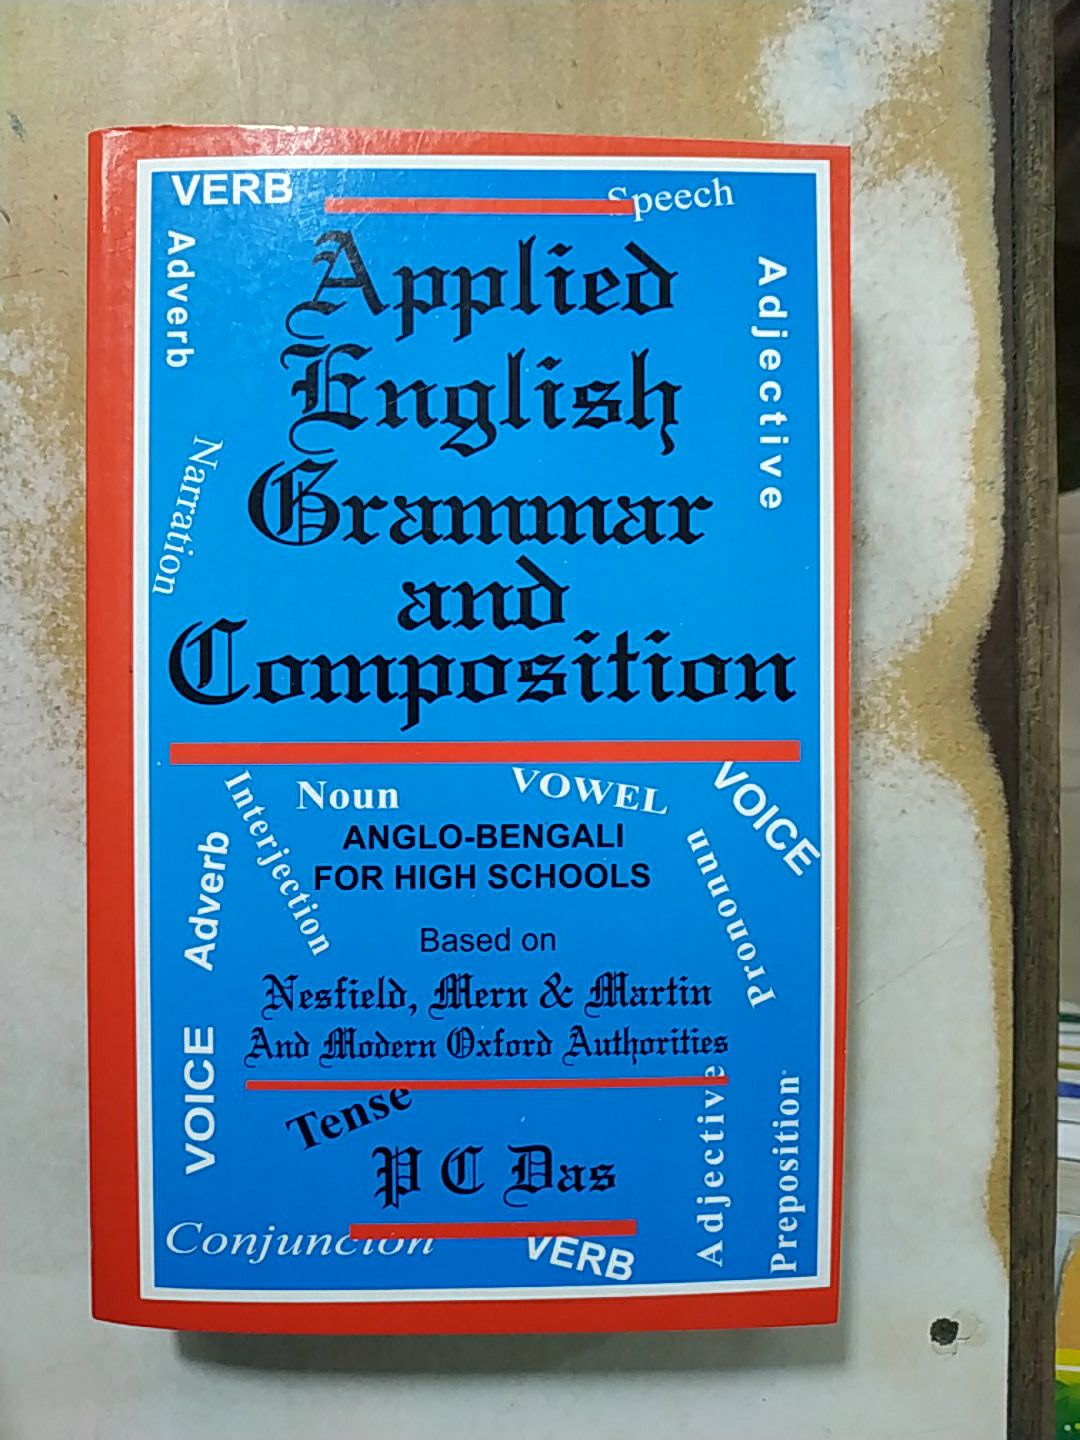 VERB
Speech
Adverb
Applied
English
Grammar
and
Composition
Adjective
Narration
Interjection
Noun
VOWEL
VOICE
ANGLO-BENGALI
FOR HIGH SCHOOLS
Adverb
Pronoun
Based on
Nesfield, Mern & Martin
And Modern Oxford Authorities
VOICE
Tense
P C Das
Adjective
Preposition
Conjuncion
VERB